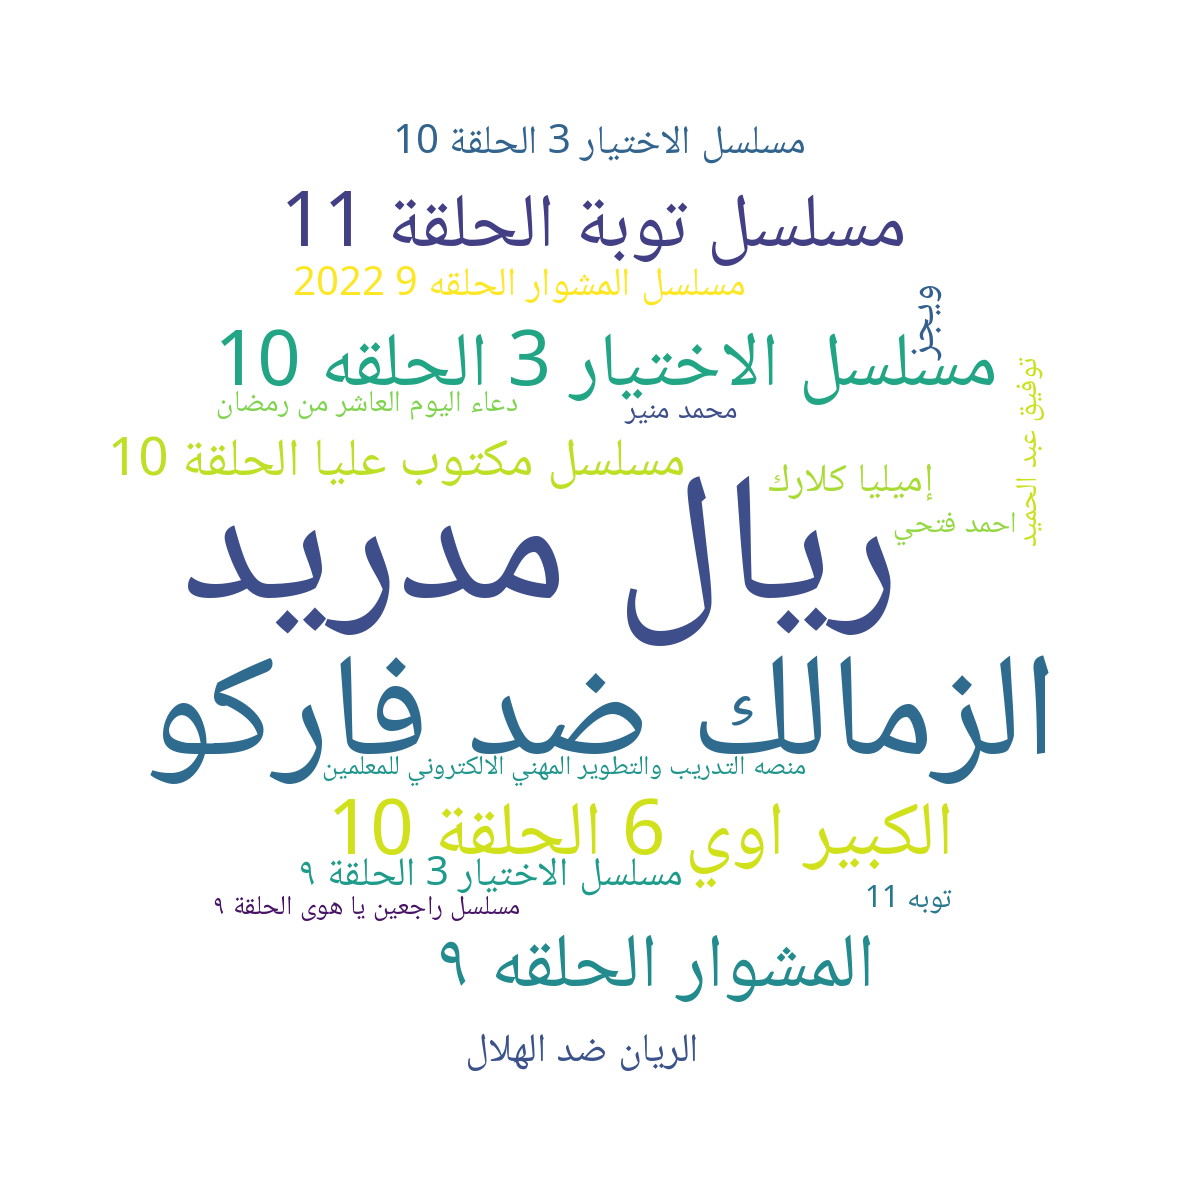 مسلسل الاختيار 3 الحلقة 10
مسلسل توبة الحلقة 11
مسلسل المشوار الحلقه 9 2022
ويجز
مسلسل الاختيار 3 الحلقه 10
توفيق عبد الحميد
دعاء اليوم العاشر من رمضان
محمد منير
مسلسل مكتوب عليا الحلقة 10
إميليا كلارك
احمد فتحي
ريال مدريد
الزمالك ضد فاركو
منصه التدريب والتطوير المهني الالكتروني للمعلمين
الكبير اوي 6 الحلقة 10
مسلسل الاختيار 3 الحلقة ٩
توبه 11
مسلسل راجعين يا هوى الحلقة ٩
المشوار الحلقه ٩
الريان ضد الهلال